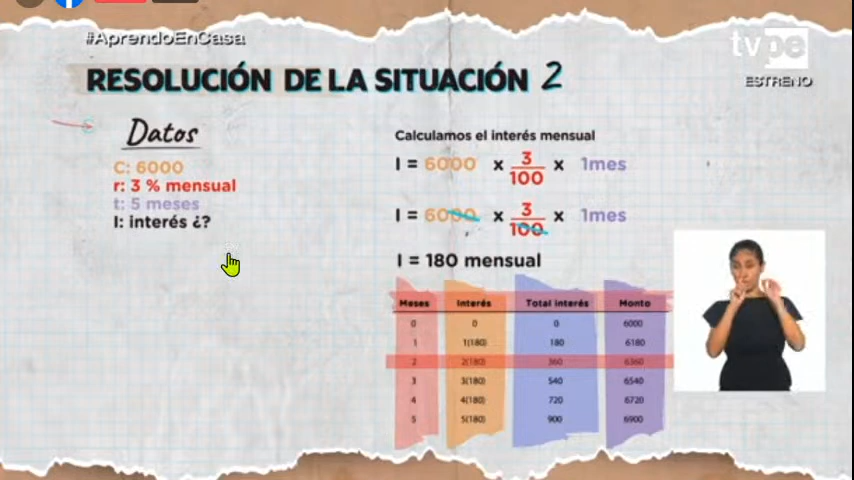 #AprendoEnCasa
tvpe
ESTRENO
RESOLUCIÓN DE LA SITUACIÓN 2
Datos
C: 6000
r: 3 % mensual
t: 5 meses
I: interés ¿?
Calculamos el interés mensual
I = 6000 x 3/100 x 1mes
I = 6000 x 3/100 x 1mes
I = 180 mensual
Meses Interés Total interés Monto
0 0 0 6000
1 1(180) 180 6180
2 2(180) 360 6360
3 3(180) 540 6540
4 4(180) 720 6720
5 5(180) 900 6900